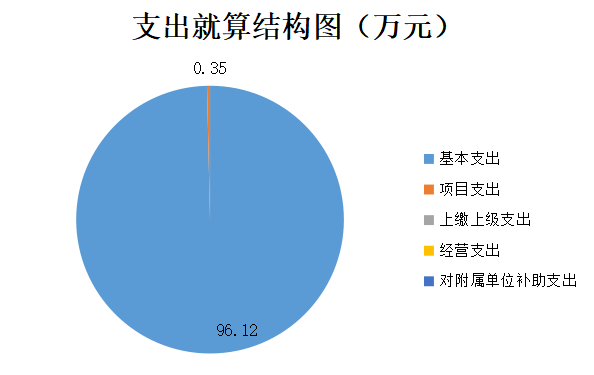 支出就算结构图（万元）
0.35
96.12
基本支出
项目支出
上缴上级支出
经营支出
对附属单位补助支出